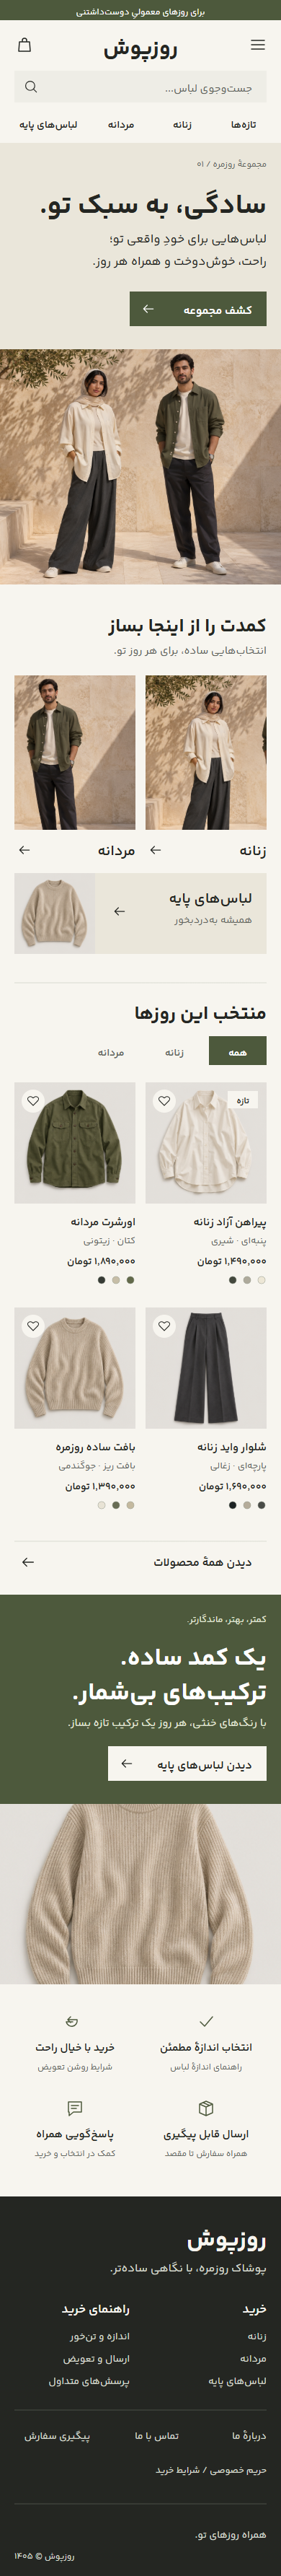 برای روزهای معمولیِ دوست‌داشتنی
روزپوش
جست‌وجوی لباس...
تازه‌ها
زنانه
مردانه
لباس‌های پایه
مجموعهٔ روزمره / ۰۱
سادگی، به سبک تو.
لباس‌هایی برای خودِ واقعی تو؛
راحت، خوش‌دوخت و همراه هر روز.
کشف مجموعه
کمدت را از اینجا بساز
انتخاب‌هایی ساده، برای هر روز تو.
زنانه
مردانه
لباس‌های پایه
همیشه به‌دردبخور
منتخب این روزها
همه
زنانه
مردانه
تازه
پیراهن آزاد زنانه
پنبه‌ای · شیری
۱,۴۹۰,۰۰۰ تومان
اورشرت مردانه
کتان · زیتونی
۱,۸۹۰,۰۰۰ تومان
شلوار واید زنانه
پارچه‌ای · زغالی
۱,۶۹۰,۰۰۰ تومان
بافت ساده روزمره
بافت ریز · جوگندمی
۱,۳۹۰,۰۰۰ تومان
دیدن همهٔ محصولات
کمتر، بهتر، ماندگارتر.
یک کمد ساده.
ترکیب‌های بی‌شمار.
با رنگ‌های خنثی، هر روز یک ترکیب تازه بساز.
دیدن لباس‌های پایه
انتخاب اندازهٔ مطمئن
راهنمای اندازهٔ لباس
خرید با خیال راحت
شرایط روشن تعویض
ارسال قابل پیگیری
همراه سفارش تا مقصد
پاسخ‌گویی همراه
کمک در انتخاب و خرید
روزپوش
پوشاک روزمره، با نگاهی ساده‌تر.
خرید
زنانه
مردانه
لباس‌های پایه
راهنمای خرید
اندازه و تن‌خور
ارسال و تعویض
پرسش‌های متداول
دربارهٔ ما
تماس با ما
پیگیری سفارش
حریم خصوصی / شرایط خرید
همراه روزهای تو.
روزپوش © ۱۴۰۵